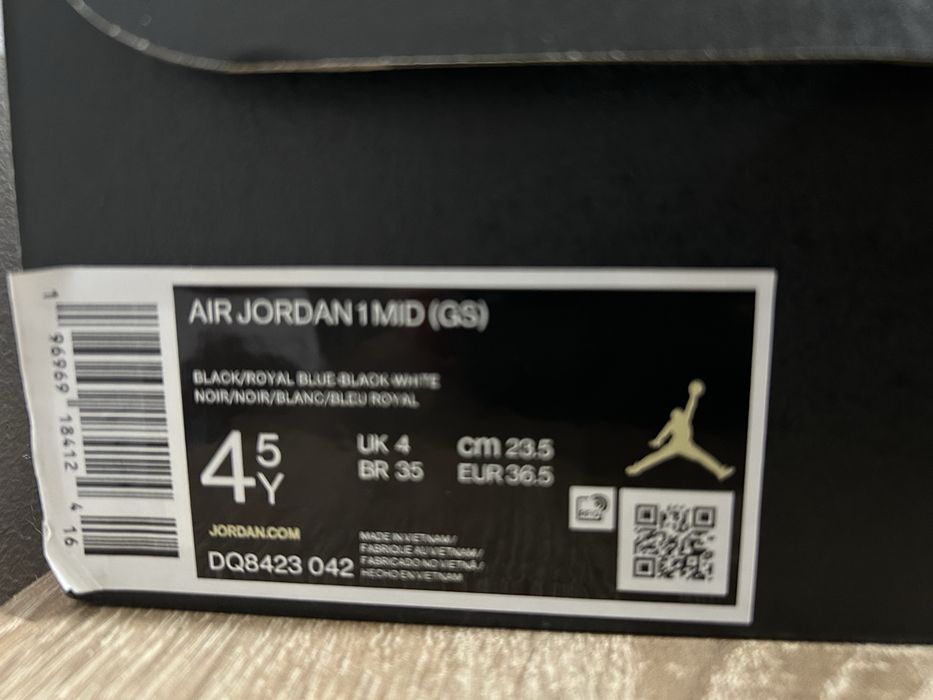 AIR JORDAN 1 MID (GS)
BLACK/ROYAL BLUE-BLACK-WHITE
NOIR/NOIR/BLANC/BLEU ROYAL
4 5 Y
UK 4
BR 35
cm 23.5
EUR 36.5
JORDAN.COM
DQ8423 042
MADE IN VIETNAM /
FABRIQUE AU VIETNAM /
FABRICADO NO VIETNÃ /
HECHO EN VIETNAM
RFID
1 96969 18412 4 16